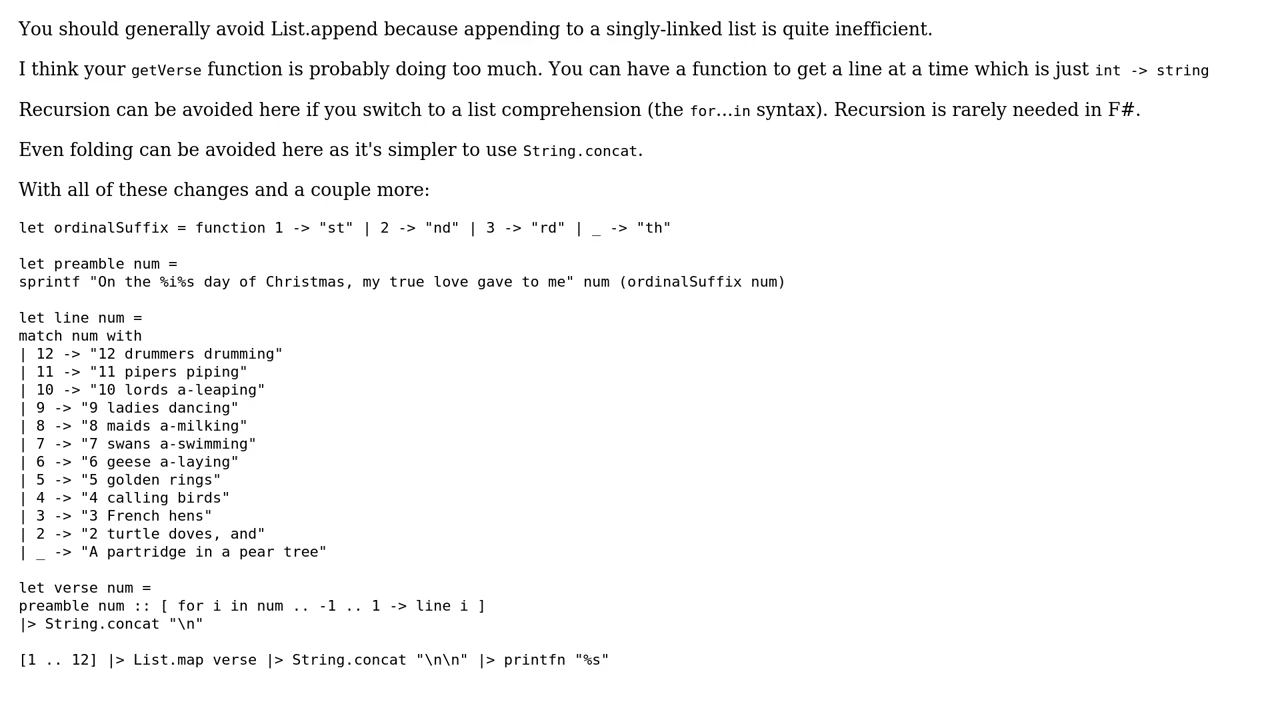 You should generally avoid List.append because appending to a singly-linked list is quite inefficient.
I think your getVerse function is probably doing too much. You can have a function to get a line at a time which is just int -> string
Recursion can be avoided here if you switch to a list comprehension (the for...in syntax). Recursion is rarely needed in F#.
Even folding can be avoided here as it's simpler to use String.concat.
With all of these changes and a couple more:
let ordinalSuffix = function 1 -> "st" | 2 -> "nd" | 3 -> "rd" | _ -> "th"
let preamble num =
sprintf "On the %i%s day of Christmas, my true love gave to me" num (ordinalSuffix num)
let line num =
match num with
| 12 -> "12 drummers drumming"
| 11 -> "11 pipers piping"
| 10 -> "10 lords a-leaping"
| 9 -> "9 ladies dancing"
| 8 -> "8 maids a-milking"
| 7 -> "7 swans a-swimming"
| 6 -> "6 geese a-laying"
| 5 -> "5 golden rings"
| 4 -> "4 calling birds"
| 3 -> "3 French hens"
| 2 -> "2 turtle doves, and"
| _ -> "A partridge in a pear tree"
let verse num =
preamble num :: [ for i in num .. -1 .. 1 -> line i ]
|> String.concat "\n"
[1 .. 12] |> List.map verse |> String.concat "\n\n" |> printfn "%s"